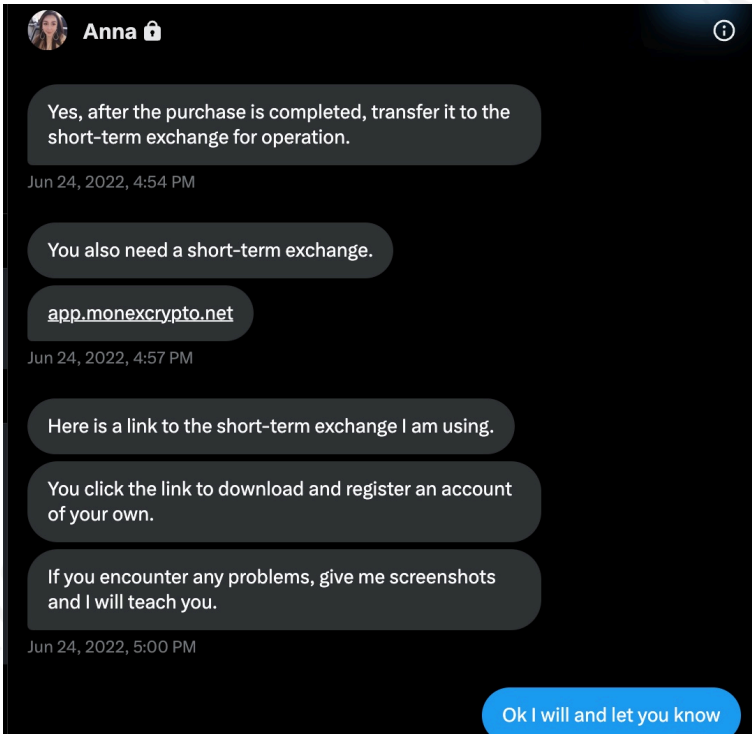 Anna
Yes, after the purchase is completed, transfer it to the
short-term exchange for operation.
Jun 24, 2022, 4:54 PM
You also need a short-term exchange.
app.monexcrypto.net
Jun 24, 2022, 4:57 PM
Here is a link to the short-term exchange I am using.
You click the link to download and register an account
of your own.
If you encounter any problems, give me screenshots
and I will teach you.
Jun 24, 2022, 5:00 PM
Ok I will and let you know